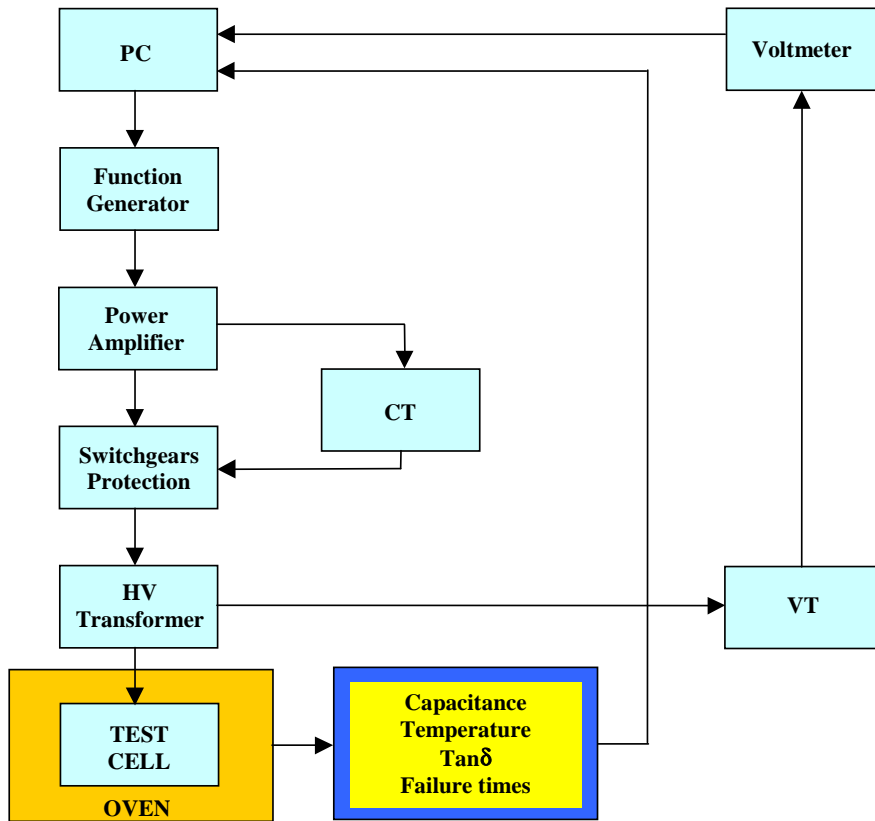 PC
Voltmeter
Function
Generator
Power
Amplifier
CT
Switchgears
Protection
HV
Transformer
VT
TEST
CELL
OVEN
Capacitance
Temperature
Tanδ
Failure times